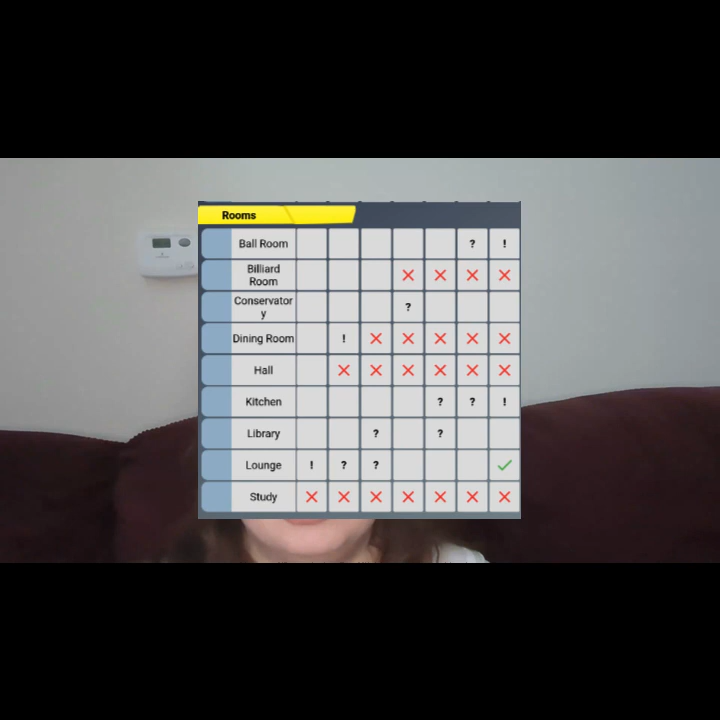 Rooms
Ball Room ? !
Billiard
Room
Conservator
y ?
Dining Room !
Hall
Kitchen ? ? !
Library ? ?
Lounge ! ? ?
Study